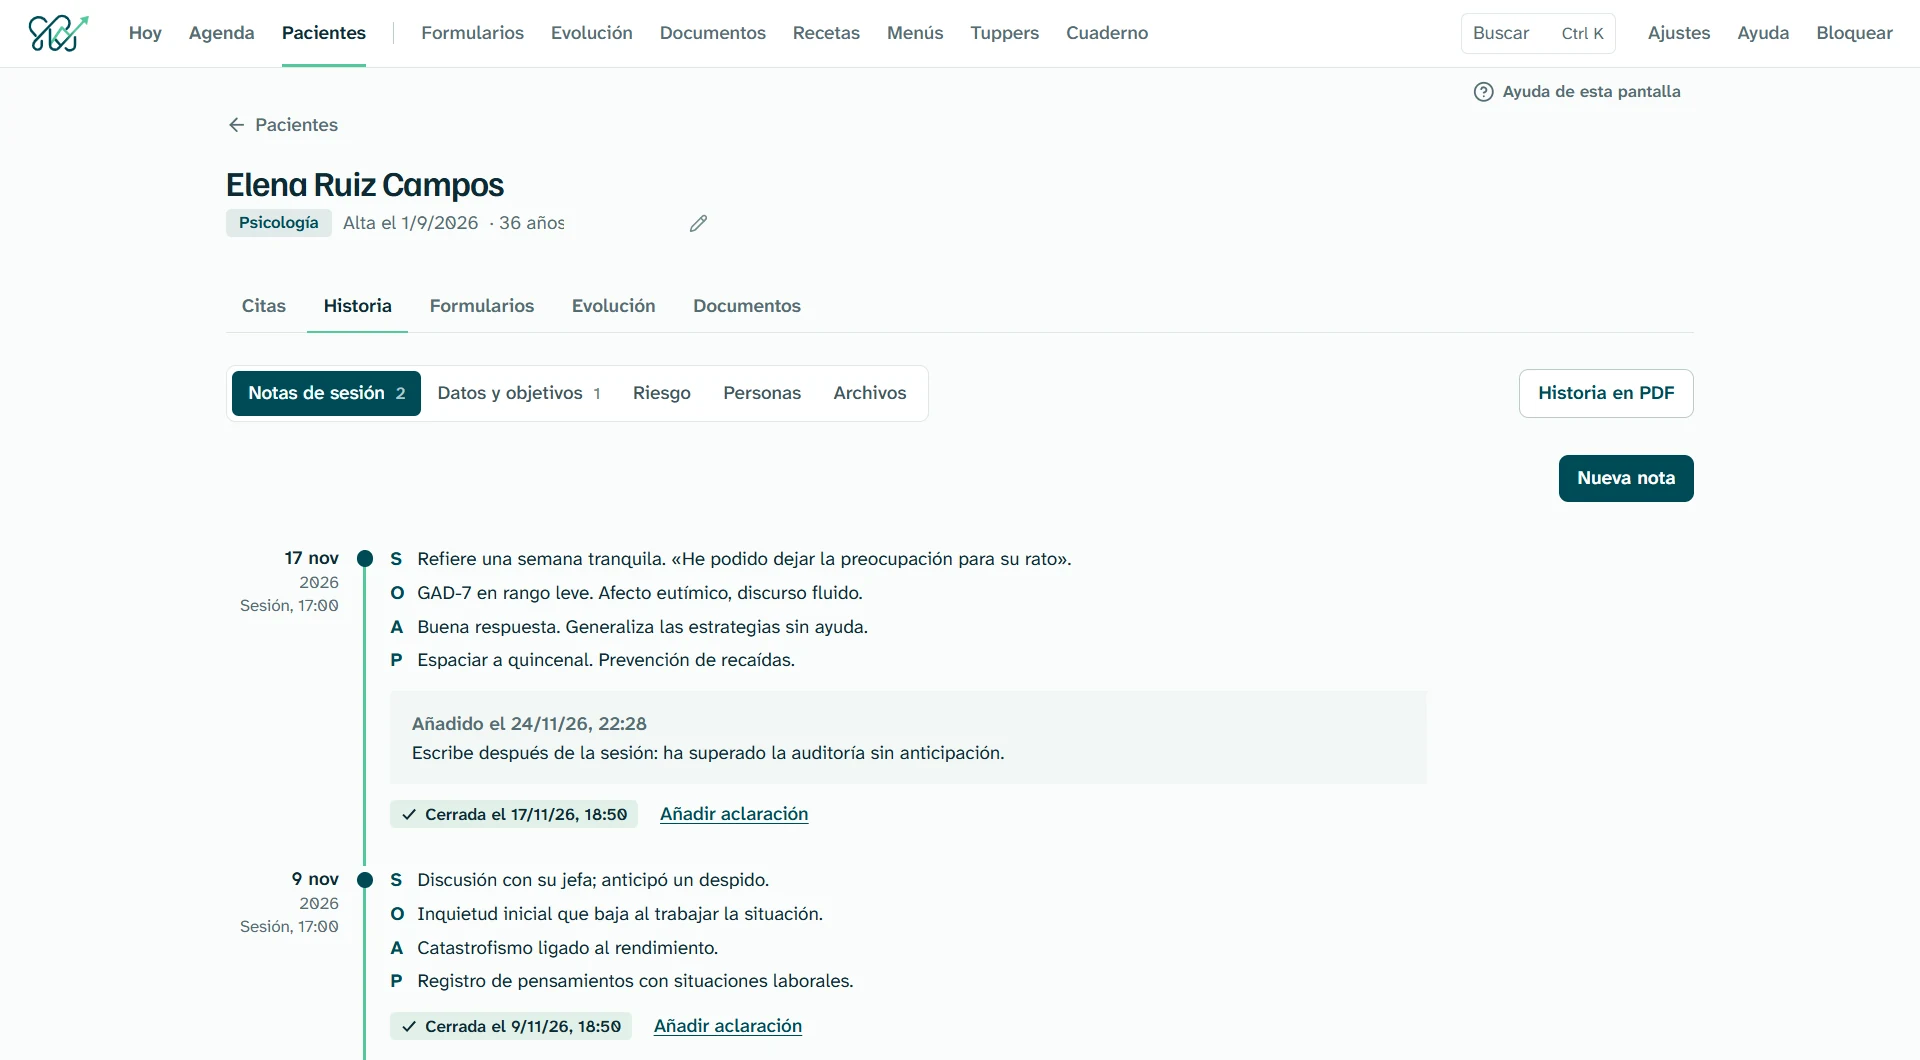 Hoy Agenda Pacientes Formularios Evolución Documentos Recetas Menús Tuppers Cuaderno Buscar Ctrl K Ajustes Ayuda Bloquear
Ayuda de esta pantalla
Pacientes
Elena Ruiz Campos
Psicología Alta el 1/9/2026 · 36 años
Citas Historia Formularios Evolución Documentos
Notas de sesión 2 Datos y objetivos 1 Riesgo Personas Archivos Historia en PDF
Nueva nota
17 nov
2026
Sesión, 17:00
S Refiere una semana tranquila. «He podido dejar la preocupación para su rato».
O GAD-7 en rango leve. Afecto eutímico, discurso fluido.
A Buena respuesta. Generaliza las estrategias sin ayuda.
P Espaciar a quincenal. Prevención de recaídas.
Añadido el 24/11/26, 22:28
Escribe después de la sesión: ha superado la auditoría sin anticipación.
Cerrada el 17/11/26, 18:50 Añadir aclaración
9 nov
2026
Sesión, 17:00
S Discusión con su jefa; anticipó un despido.
O Inquietud inicial que baja al trabajar la situación.
A Catastrofismo ligado al rendimiento.
P Registro de pensamientos con situaciones laborales.
Cerrada el 9/11/26, 18:50 Añadir aclaración